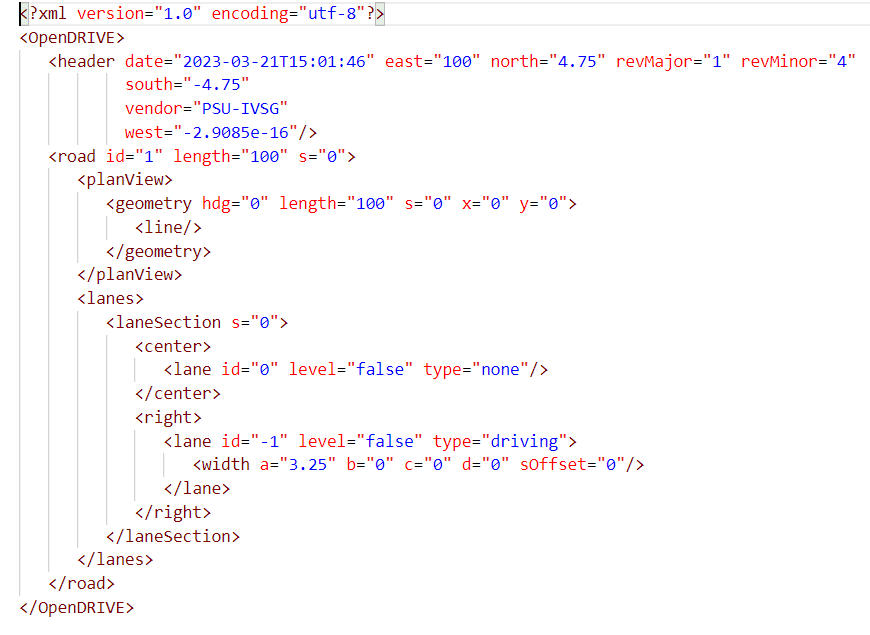 <?xml version="1.0" encoding="utf-8"?>
<OpenDRIVE>
<header date="2023-03-21T15:01:46" east="100" north="4.75" revMajor="1" revMinor="4"
south="-4.75"
vendor="PSU-IVSG"
west="-2.9085e-16"/>
<road id="1" length="100" s="0">
<planView>
<geometry hdg="0" length="100" s="0" x="0" y="0">
<line/>
</geometry>
</planView>
<lanes>
<laneSection s="0">
<center>
<lane id="0" level="false" type="none"/>
</center>
<right>
<lane id="-1" level="false" type="driving">
<width a="3.25" b="0" c="0" d="0" sOffset="0"/>
</lane>
</right>
</laneSection>
</lanes>
</road>
</OpenDRIVE>